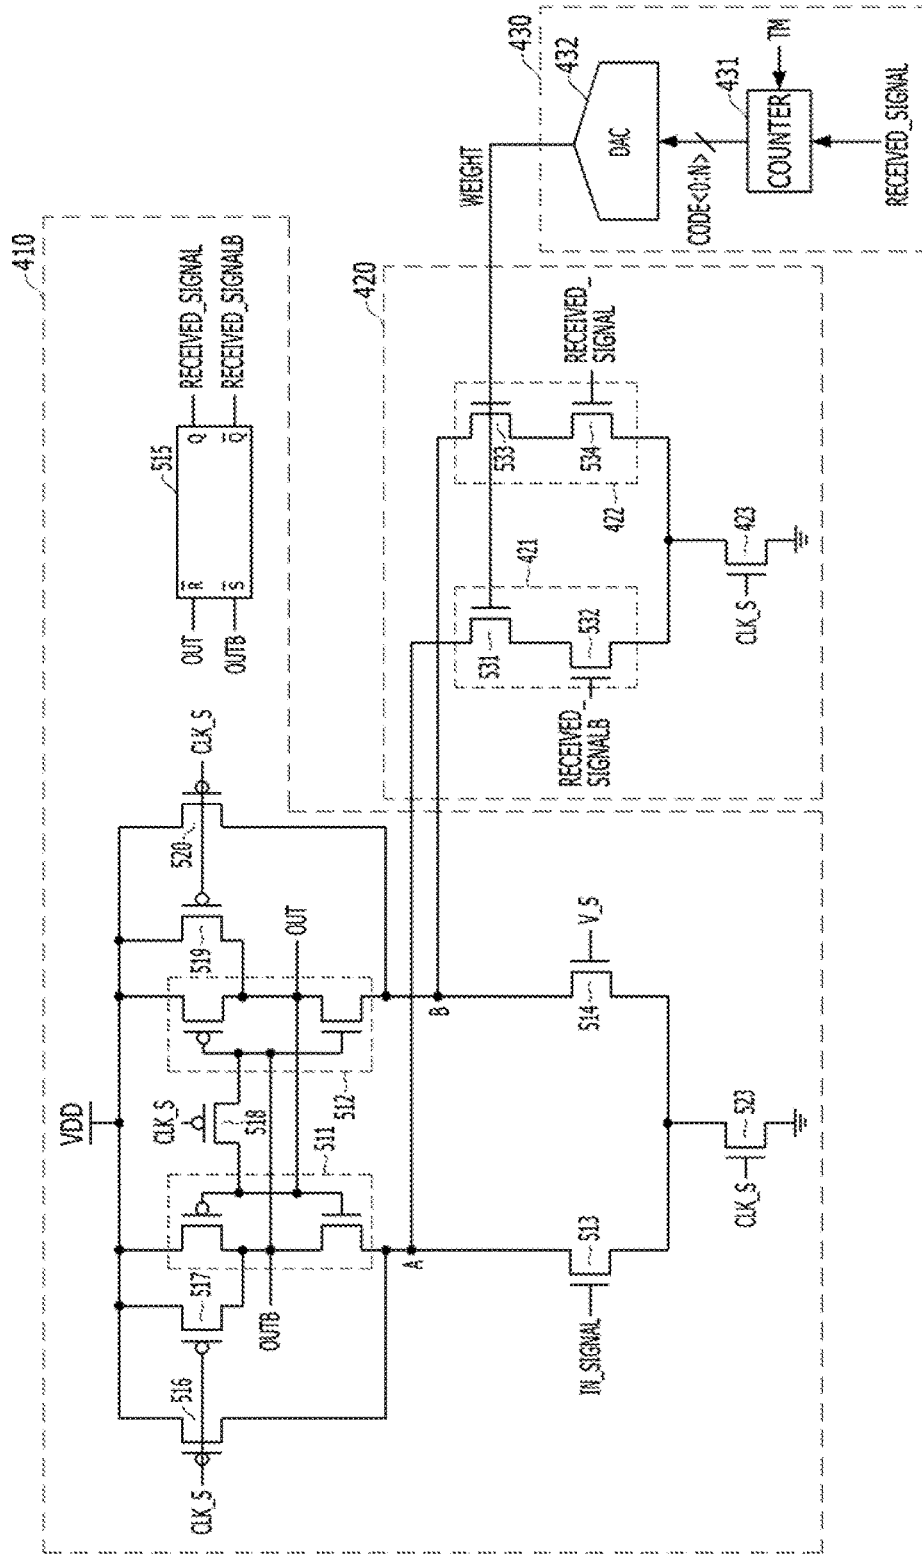 410
VDD
CLK_S
516
517
CLK_S
518
511
512
519
520
CLK_S
OUTB
OUT
A
B
IN_SIGNAL
513
514
V_S
CLK_S
523
OUT
OUTB
R
S
515
Q
Q
RECEIVED_SIGNAL
RECEIVED_SIGNALB
420
421
531
532
RECEIVED_
SIGNALB
422
533
534
RECEIVED_
SIGNAL
CLK_S
423
WEIGHT
430
432
DAC
CODE<0:N>
431
COUNTER
TM
RECEIVED_SIGNAL